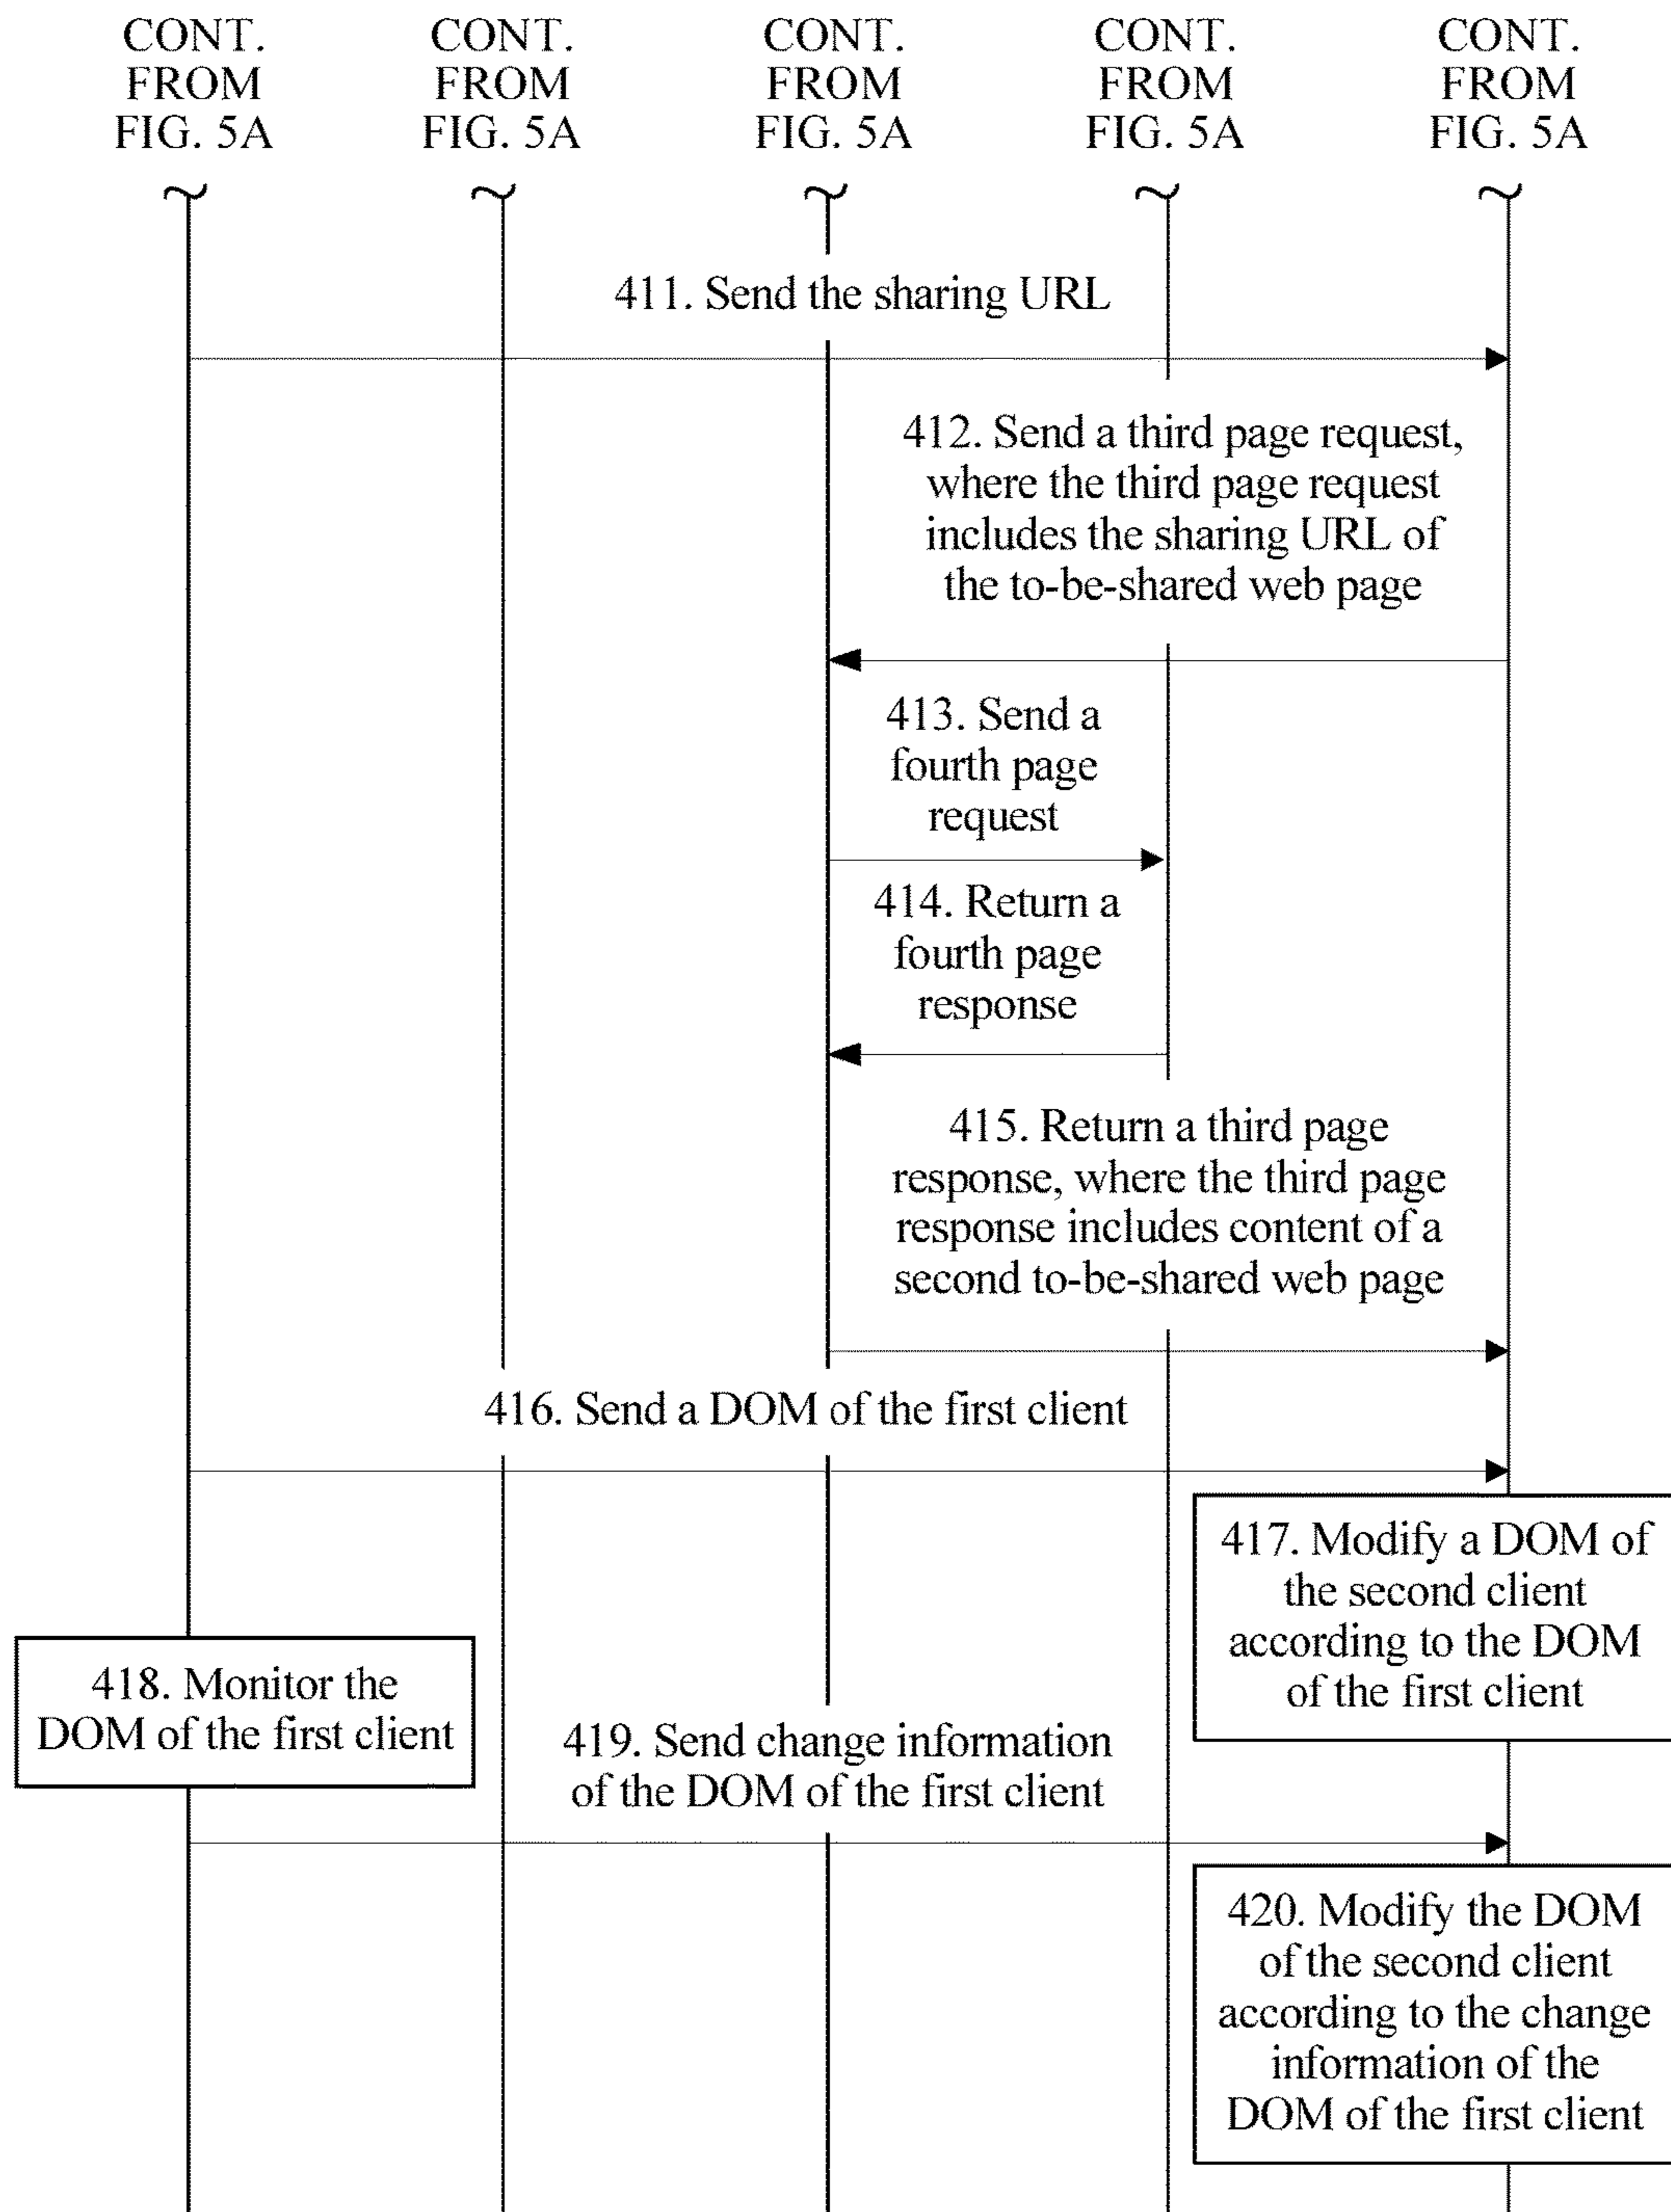 CONT.
FROM
FIG. 5A
CONT.
FROM
FIG. 5A
CONT.
FROM
FIG. 5A
CONT.
FROM
FIG. 5A
CONT.
FROM
FIG. 5A
411. Send the sharing URL
412. Send a third page request,
where the third page request
includes the sharing URL of
the to-be-shared web page
413. Send a
fourth page
request
414. Return a
fourth page
response
415. Return a third page
response, where the third page
response includes content of a
second to-be-shared web page
416. Send a DOM of the first client
417. Modify a DOM of
the second client
according to the DOM
of the first client
418. Monitor the
DOM of the first client
419. Send change information
of the DOM of the first client
420. Modify the DOM
of the second client
according to the change
information of the
DOM of the first client